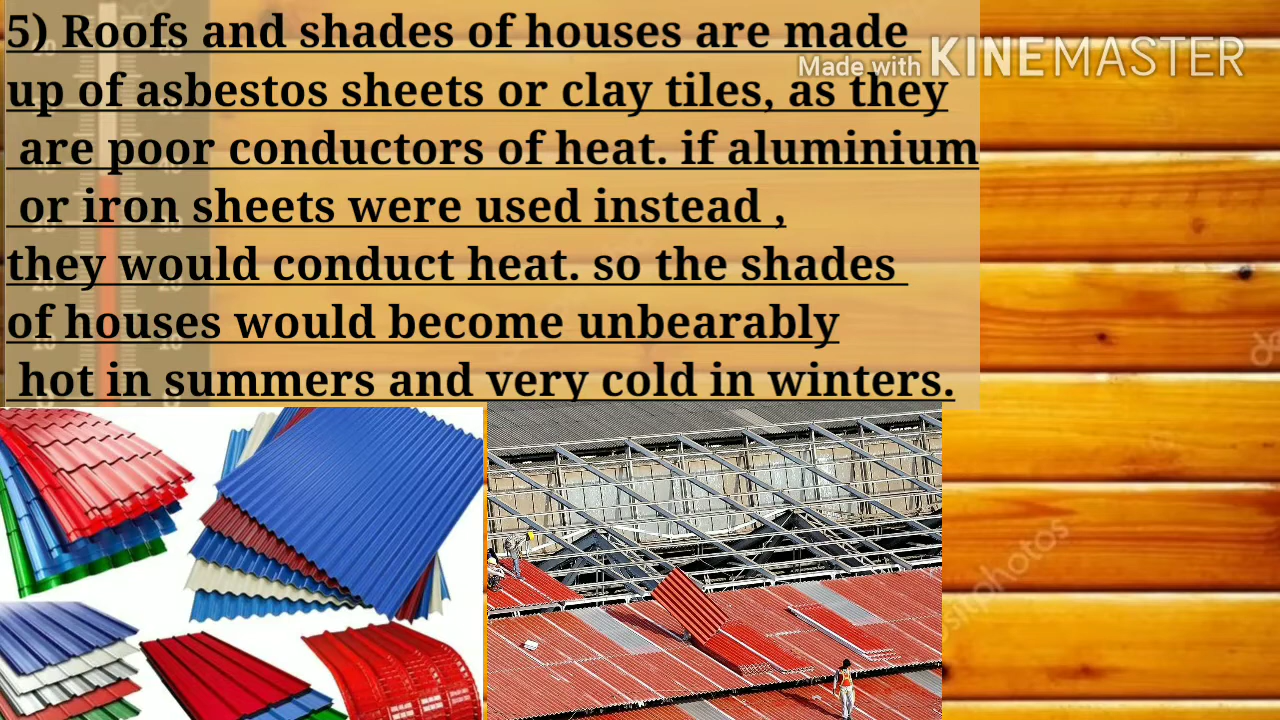 5) Roofs and shades of houses are made
Made with KINEMASTER
up of asbestos sheets or clay tiles, as they
are poor conductors of heat. if aluminium
or iron sheets were used instead ,
they would conduct heat. so the shades
of houses would become unbearably
hot in summers and very cold in winters.